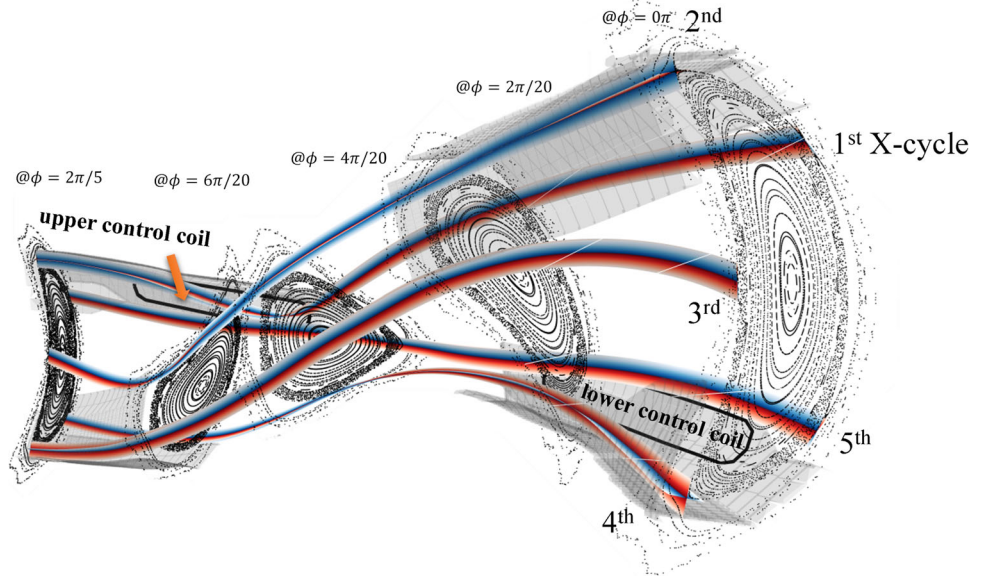 @ϕ = 0π
2nd
@ϕ = 2π/20
1st X-cycle
@ϕ = 4π/20
@ϕ = 2π/5
@ϕ = 6π/20
upper control coil
3rd
lower control coil
5th
4th